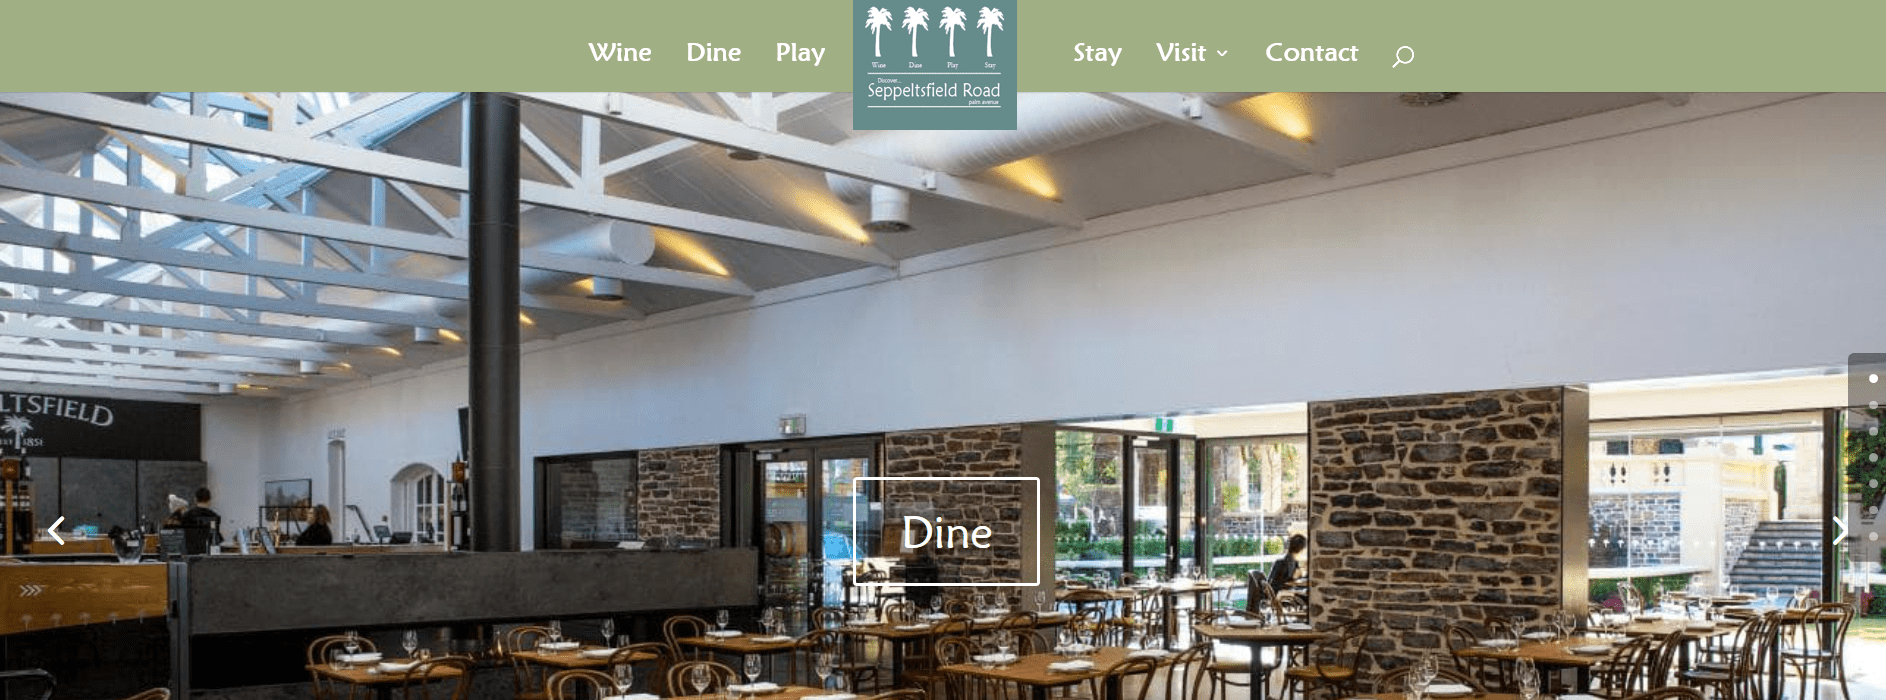 Wine Dine Play
Wine Dine Play Stay
Discover...
Seppeltsfield Road
palm avenue
Stay Visit Contact
LTSFIELD
EST 1851
Dine